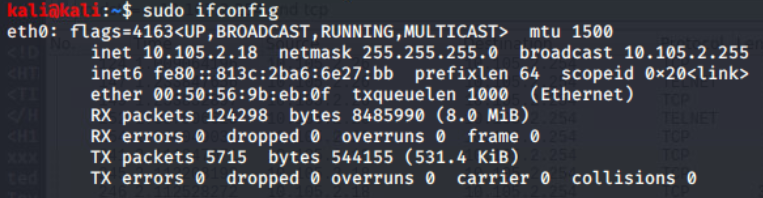 kali@kali:~$ sudo ifconfig
eth0: flags=4163<UP,BROADCAST,RUNNING,MULTICAST>  mtu 1500
        inet 10.105.2.18  netmask 255.255.255.0  broadcast 10.105.2.255
        inet6 fe80::813c:2ba6:6e27:bb  prefixlen 64  scopeid 0×20<link>
        ether 00:50:56:9b:eb:0f  txqueuelen 1000  (Ethernet)
        RX packets 124298  bytes 8485990 (8.0 MiB)
        RX errors 0  dropped 0  overruns 0  frame 0
        TX packets 5715  bytes 544155 (531.4 KiB)
        TX errors 0  dropped 0 overruns 0  carrier 0  collisions 0